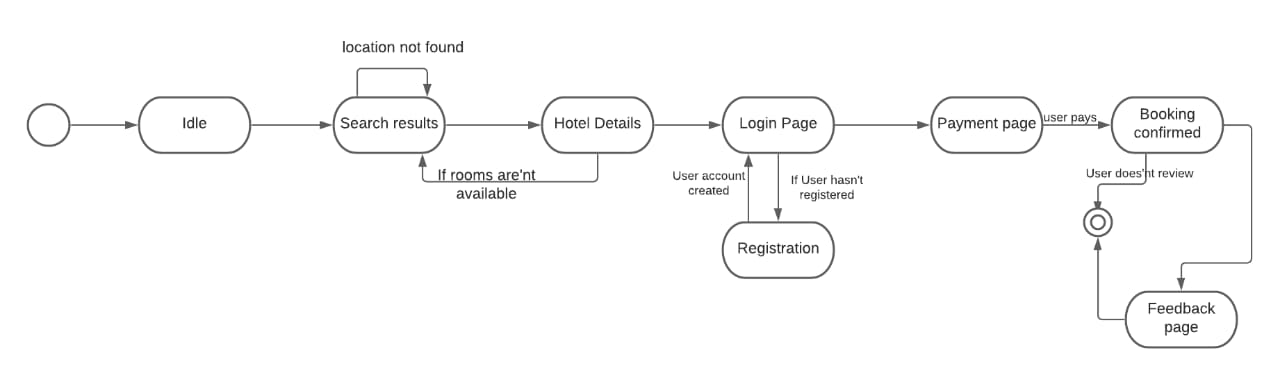 location not found
Idle
Search results
Hotel Details
Login Page
Payment page
user pays
Booking
confirmed
If rooms are'nt
available
User account
created
If User hasn't
registered
User does'nt review
Registration
Feedback
page